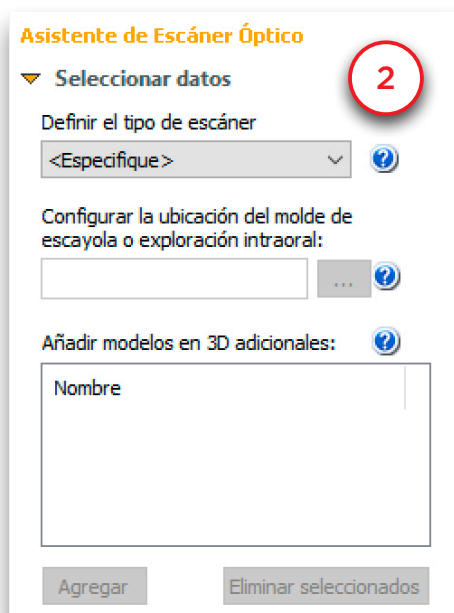 Asistente de Escáner Óptico
Seleccionar datos
2
Definir el tipo de escáner
<Especifique>
?
Configurar la ubicación del molde de
escayola o exploración intraoral:
...
?
Añadir modelos en 3D adicionales:
?
Nombre
Agregar
Eliminar seleccionados